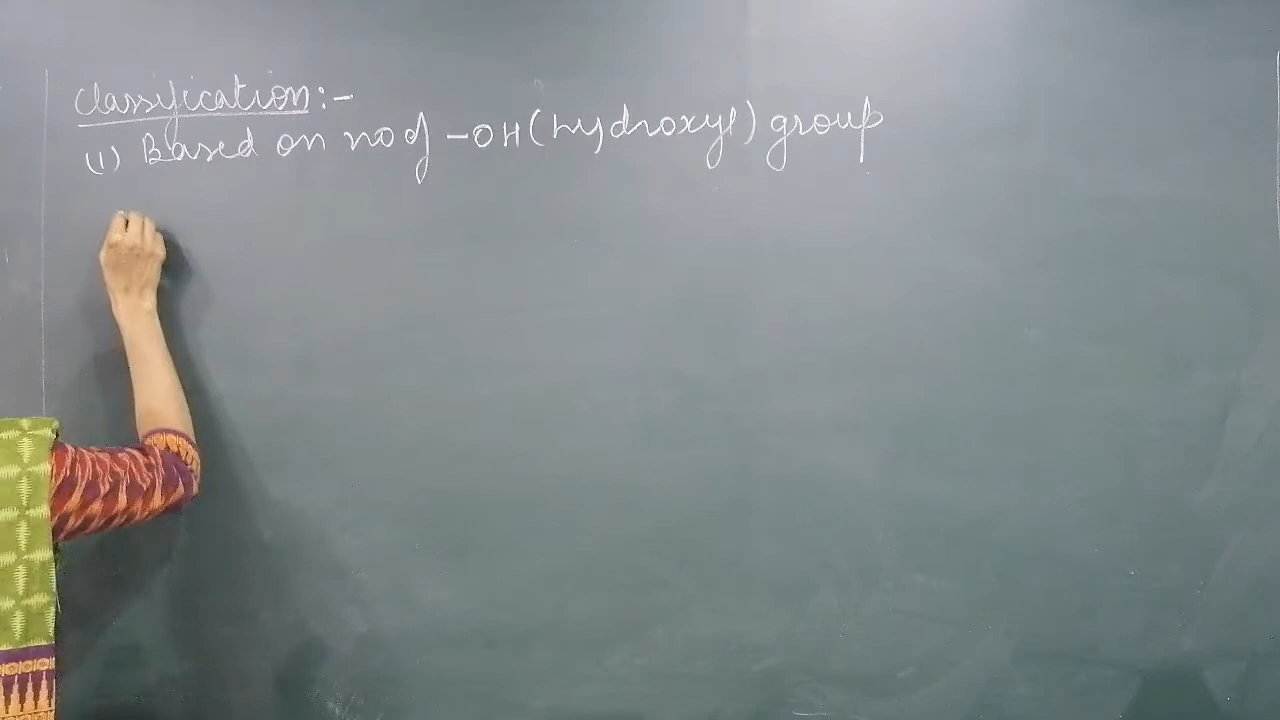 Classification:-
(1) Based on no of -OH (hydroxyl) group